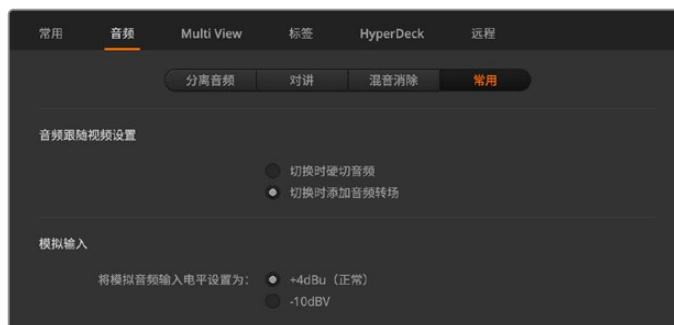 常用 音频 Multi View 标签 HyperDeck 远程
分离音频 对讲 混音消除 常用
音频跟随视频设置
切换时硬切音频
切换时添加音频转场
模拟输入
将模拟音频输入电平设置为： +4dBu（正常）
-10dBV